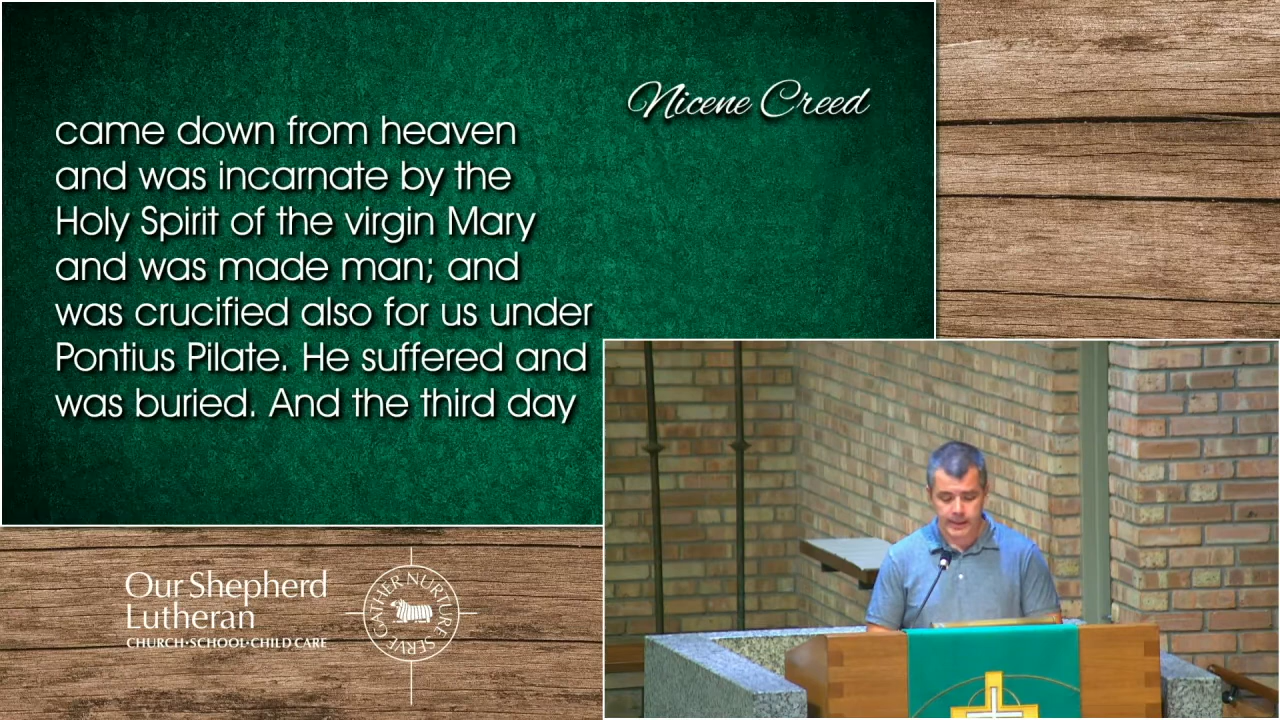 Nicene Creed
came down from heaven
and was incarnate by the
Holy Spirit of the virgin Mary
and was made man; and
was crucified also for us under
Pontius Pilate. He suffered and
was buried. And the third day
Our Shepherd
Lutheran
CHURCH•SCHOOL•CHILD CARE
GATHER NURTURE SERVE